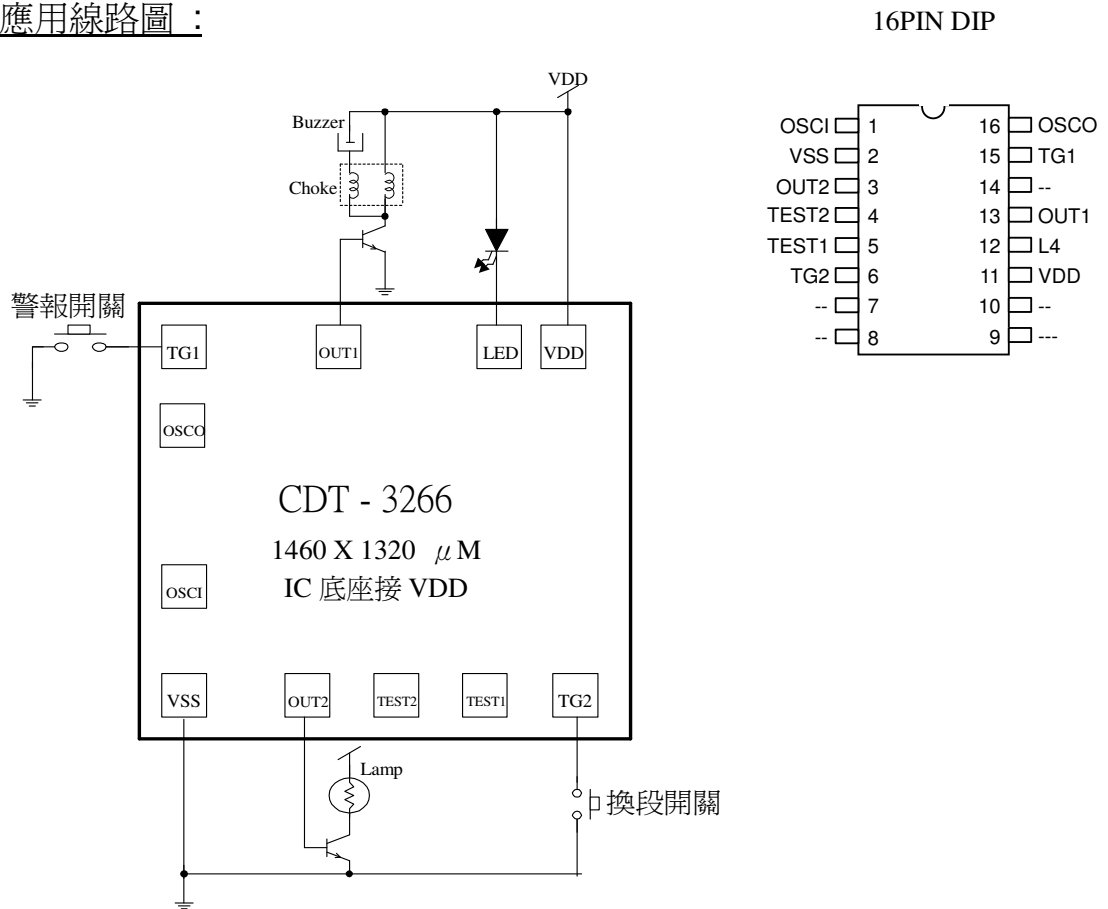 應用線路圖 :
16PIN DIP
VDD
Buzzer
Choke
警報開關
TG1
OUT1
LED
VDD
OSCO
CDT - 3266
1460 X 1320 μM
IC 底座接 VDD
OSCI
VSS
OUT2
TEST2
TEST1
TG2
Lamp
換段開關
OSCI 1 16 OSCO
VSS 2 15 TG1
OUT2 3 14 --
TEST2 4 13 OUT1
TEST1 5 12 L4
TG2 6 11 VDD
-- 7 10 --
-- 8 9 ---